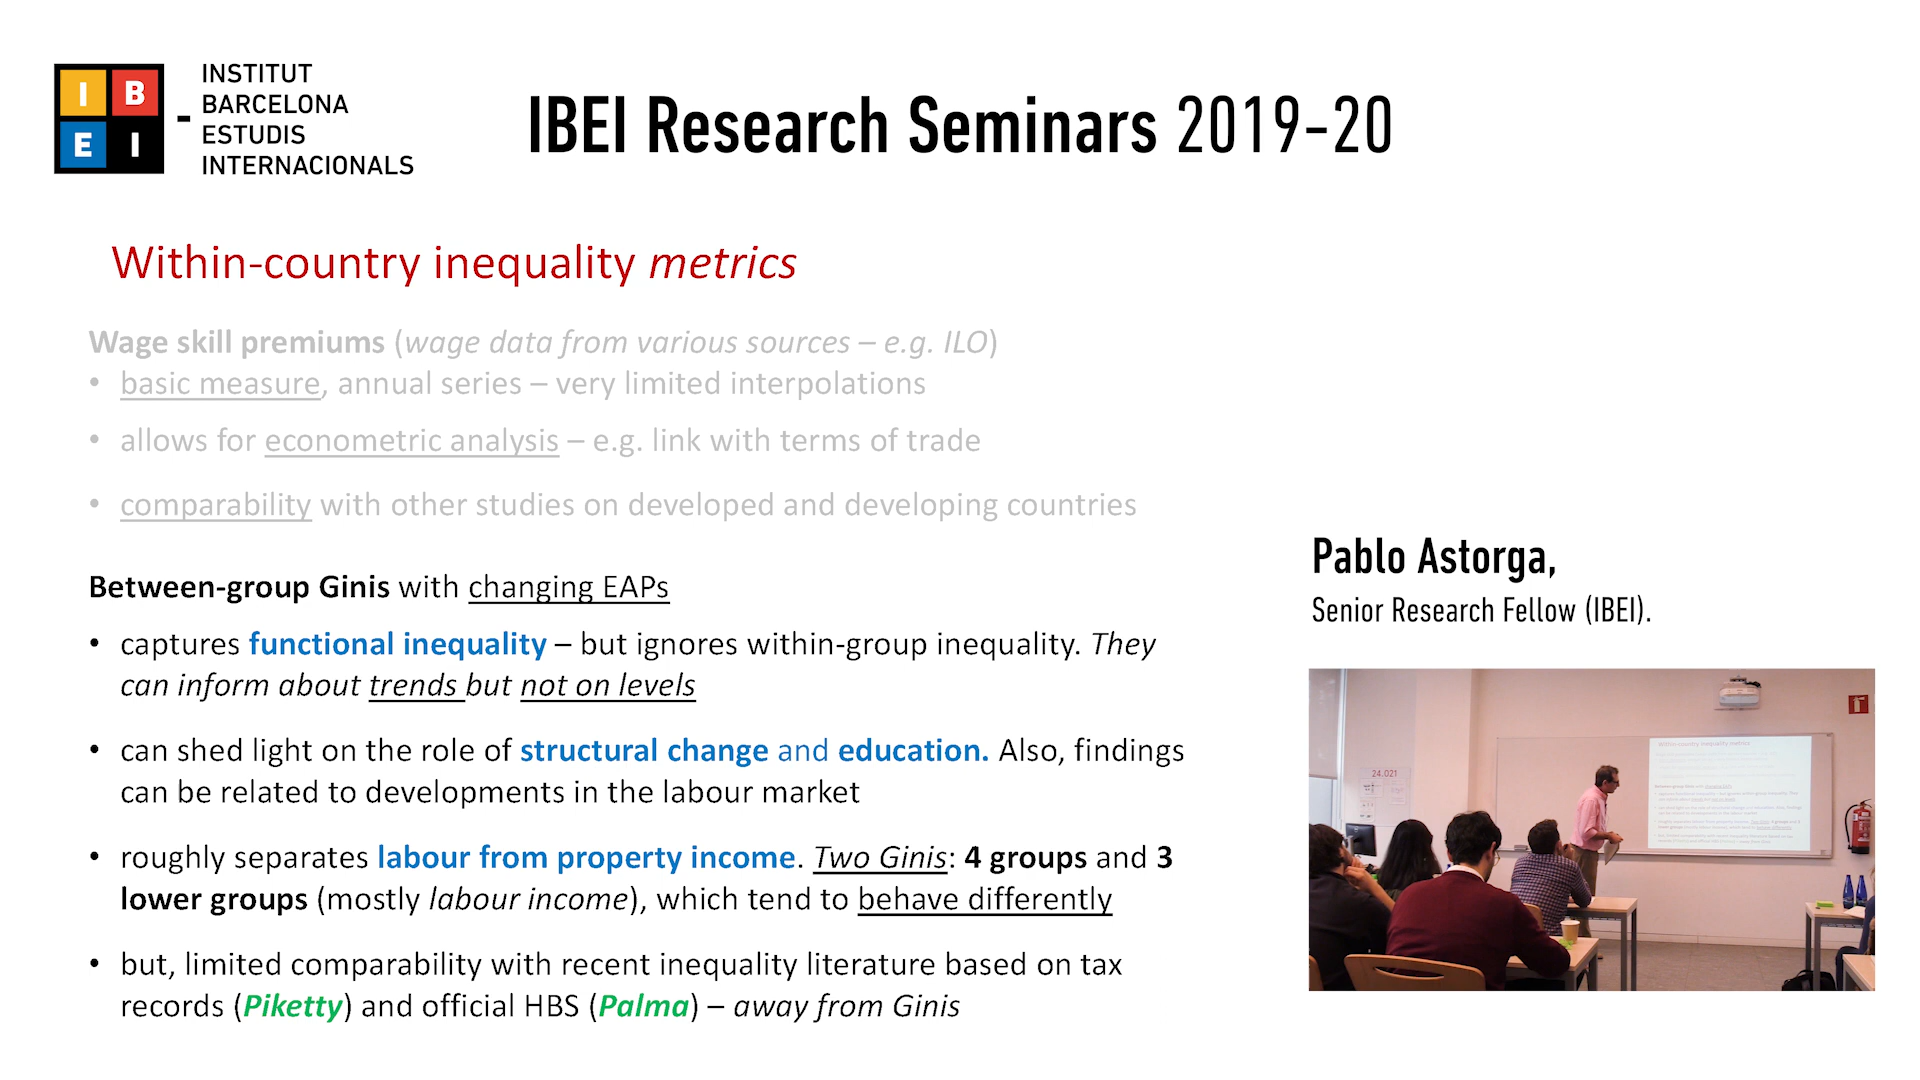 I B
E I
-
INSTITUT
BARCELONA
ESTUDIS
INTERNACIONALS
IBEI Research Seminars 2019-20
Within-country inequality metrics
Wage skill premiums (wage data from various sources – e.g. ILO)
• basic measure, annual series – very limited interpolations
• allows for econometric analysis – e.g. link with terms of trade
• comparability with other studies on developed and developing countries
Between-group Ginis with changing EAPs
• captures functional inequality – but ignores within-group inequality. They
can inform about trends but not on levels
• can shed light on the role of structural change and education. Also, findings
can be related to developments in the labour market
• roughly separates labour from property income. Two Ginis: 4 groups and 3
lower groups (mostly labour income), which tend to behave differently
• but, limited comparability with recent inequality literature based on tax
records (Piketty) and official HBS (Palma) – away from Ginis
Pablo Astorga,
Senior Research Fellow (IBEI).
24.021
Within-country inequality metrics